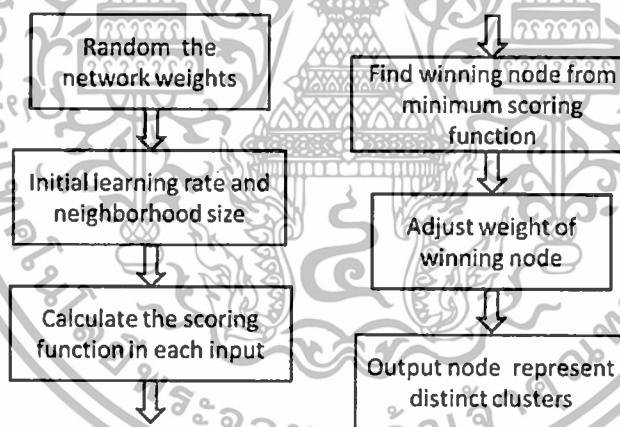 Random the
network weights
Initial learning rate and
neighborhood size
Calculate the scoring
function in each input
Find winning node from
minimum scoring
function
Adjust weight of
winning node
Output node represent
distinct clusters